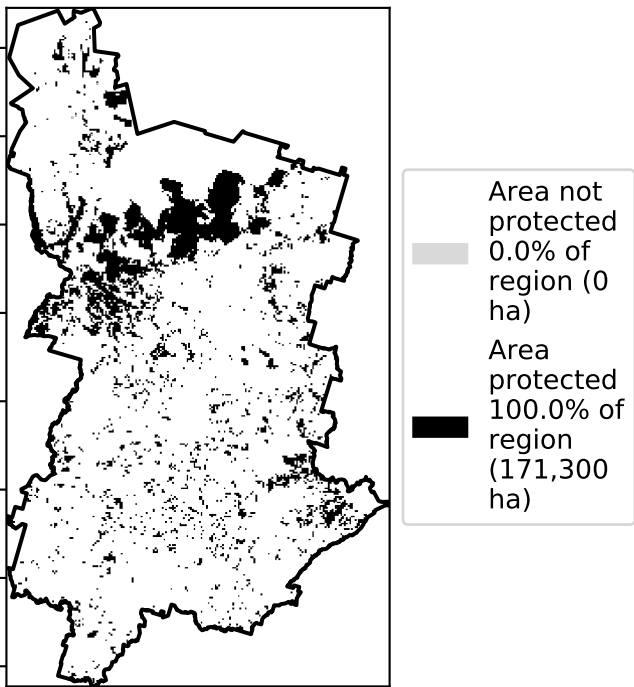 Area not
protected
0.0% of
region (0
ha)
Area
protected
100.0% of
region
(171,300
ha)